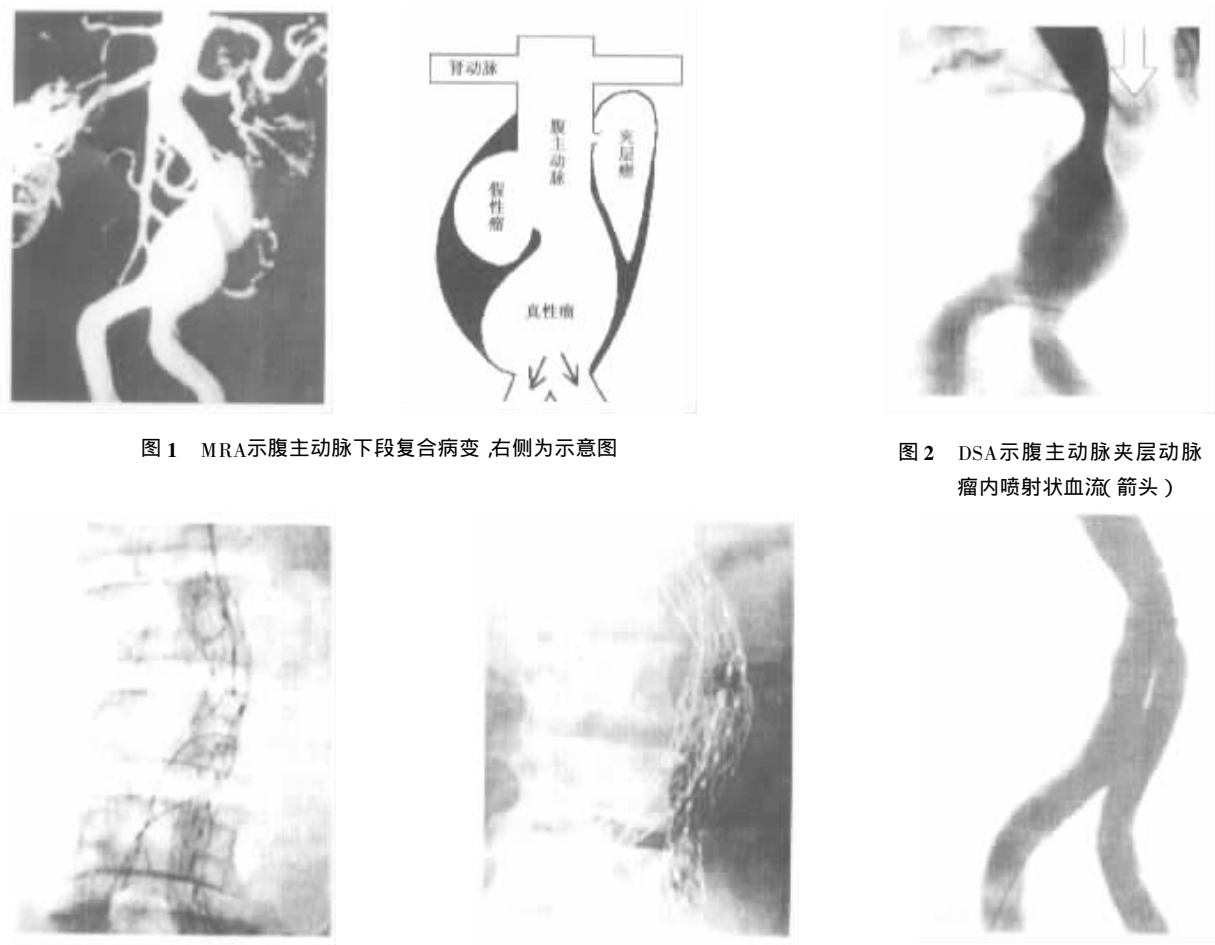 肾动脉
腹主动脉
夹层瘤
假性瘤
真性瘤
图 1 MRA示腹主动脉下段复合病变 ,右侧为示意图
图 2 DSA示腹主动脉夹层动脉
瘤内喷射状血流( 箭头 )